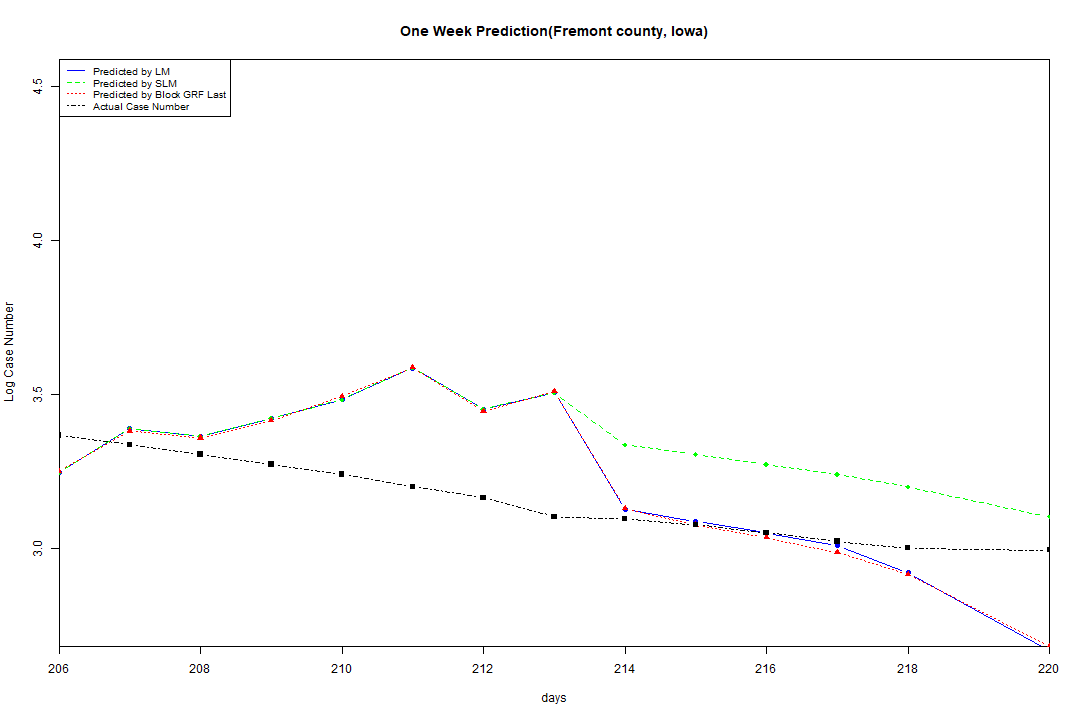 One Week Prediction(Fremont county, Iowa)
Predicted by LM
Predicted by SLM
Predicted by Block GRF Last
Actual Case Number
4.5
4.0
3.5
3.0
Log Case Number
206 208 210 212 214 216 218 220
days